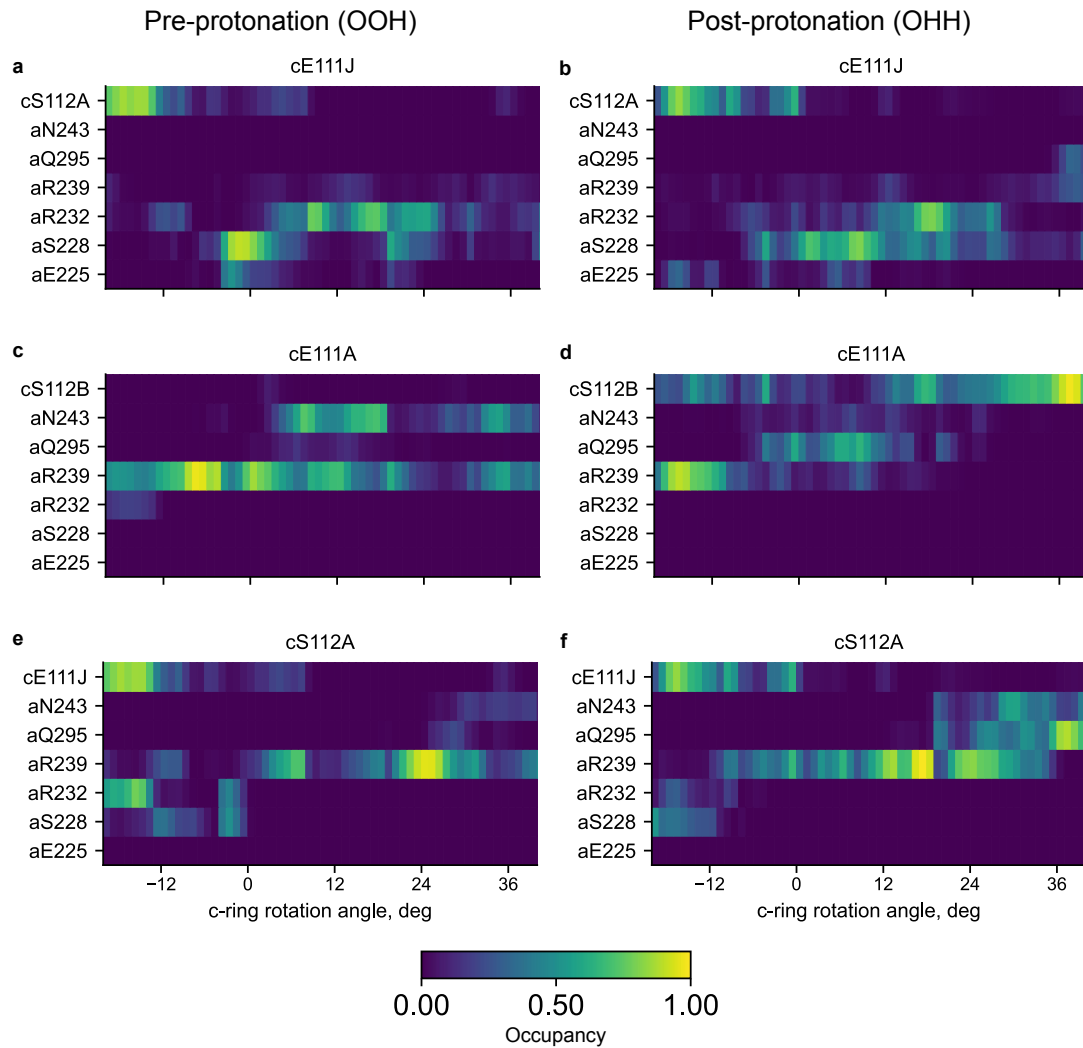 Pre-protonation (OOH)
Post-protonation (OHH)
a
cE111J
cS112A
aN243
aQ295
aR239
aR232
aS228
aE225
b
cE111J
cS112A
aN243
aQ295
aR239
aR232
aS228
aE225
c
cE111A
cS112B
aN243
aQ295
aR239
aR232
aS228
aE225
d
cE111A
cS112B
aN243
aQ295
aR239
aR232
aS228
aE225
e
cS112A
cE111J
aN243
aQ295
aR239
aR232
aS228
aE225
−12 0 12 24 36
c-ring rotation angle, deg
f
cS112A
cE111J
aN243
aQ295
aR239
aR232
aS228
aE225
−12 0 12 24 36
c-ring rotation angle, deg
0.00 0.50 1.00
Occupancy